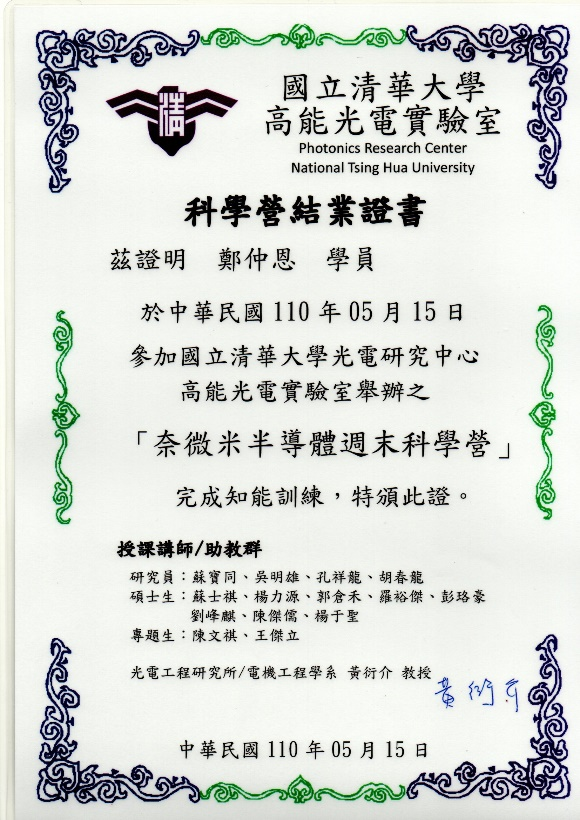 清
國立清華大學
高能光電實驗室
Photonics Research Center
National Tsing Hua University
科學營結業證書
茲證明 鄭仲恩 學員
於中華民國 110 年 05 月 15 日
參加國立清華大學光電研究中心
高能光電實驗室舉辦之
「奈微米半導體週末科學營」
完成知能訓練，特頒此證。
授課講師/助教群
研究員：蘇寶同、吳明雄、孔祥龍、胡春龍
碩士生：蘇士祺、楊力源、郭倉禾、羅裕傑、彭珞豪
劉峰麒、陳傑儒、楊于聖
專題生：陳文祺、王傑立
光電工程研究所/電機工程學系 黃衍介 教授
黃衍介
中華民國 110 年 05 月 15 日